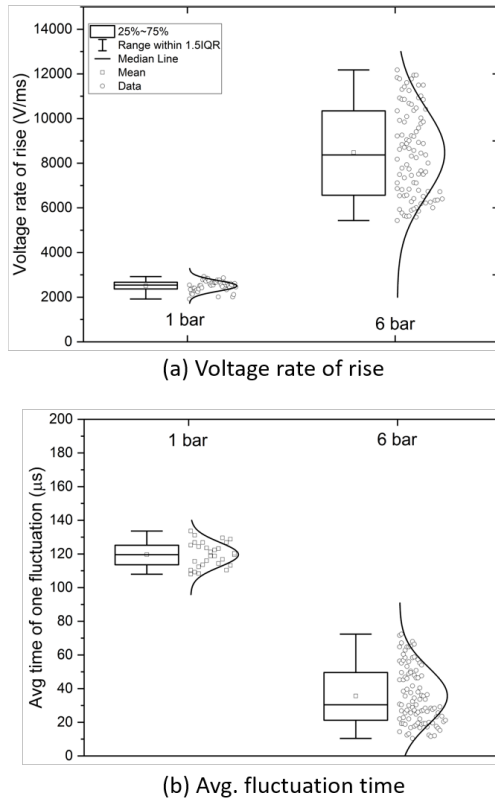 25%~75%
Range within 1.5IQR
Median Line
Mean
Data
Voltage rate of rise (V/ms)
14000
12000
10000
8000
6000
4000
2000
0
1 bar
6 bar
(a) Voltage rate of rise
Avg time of one fluctuation (µs)
200
180
160
140
120
100
80
60
40
20
0
1 bar
6 bar
(b) Avg. fluctuation time